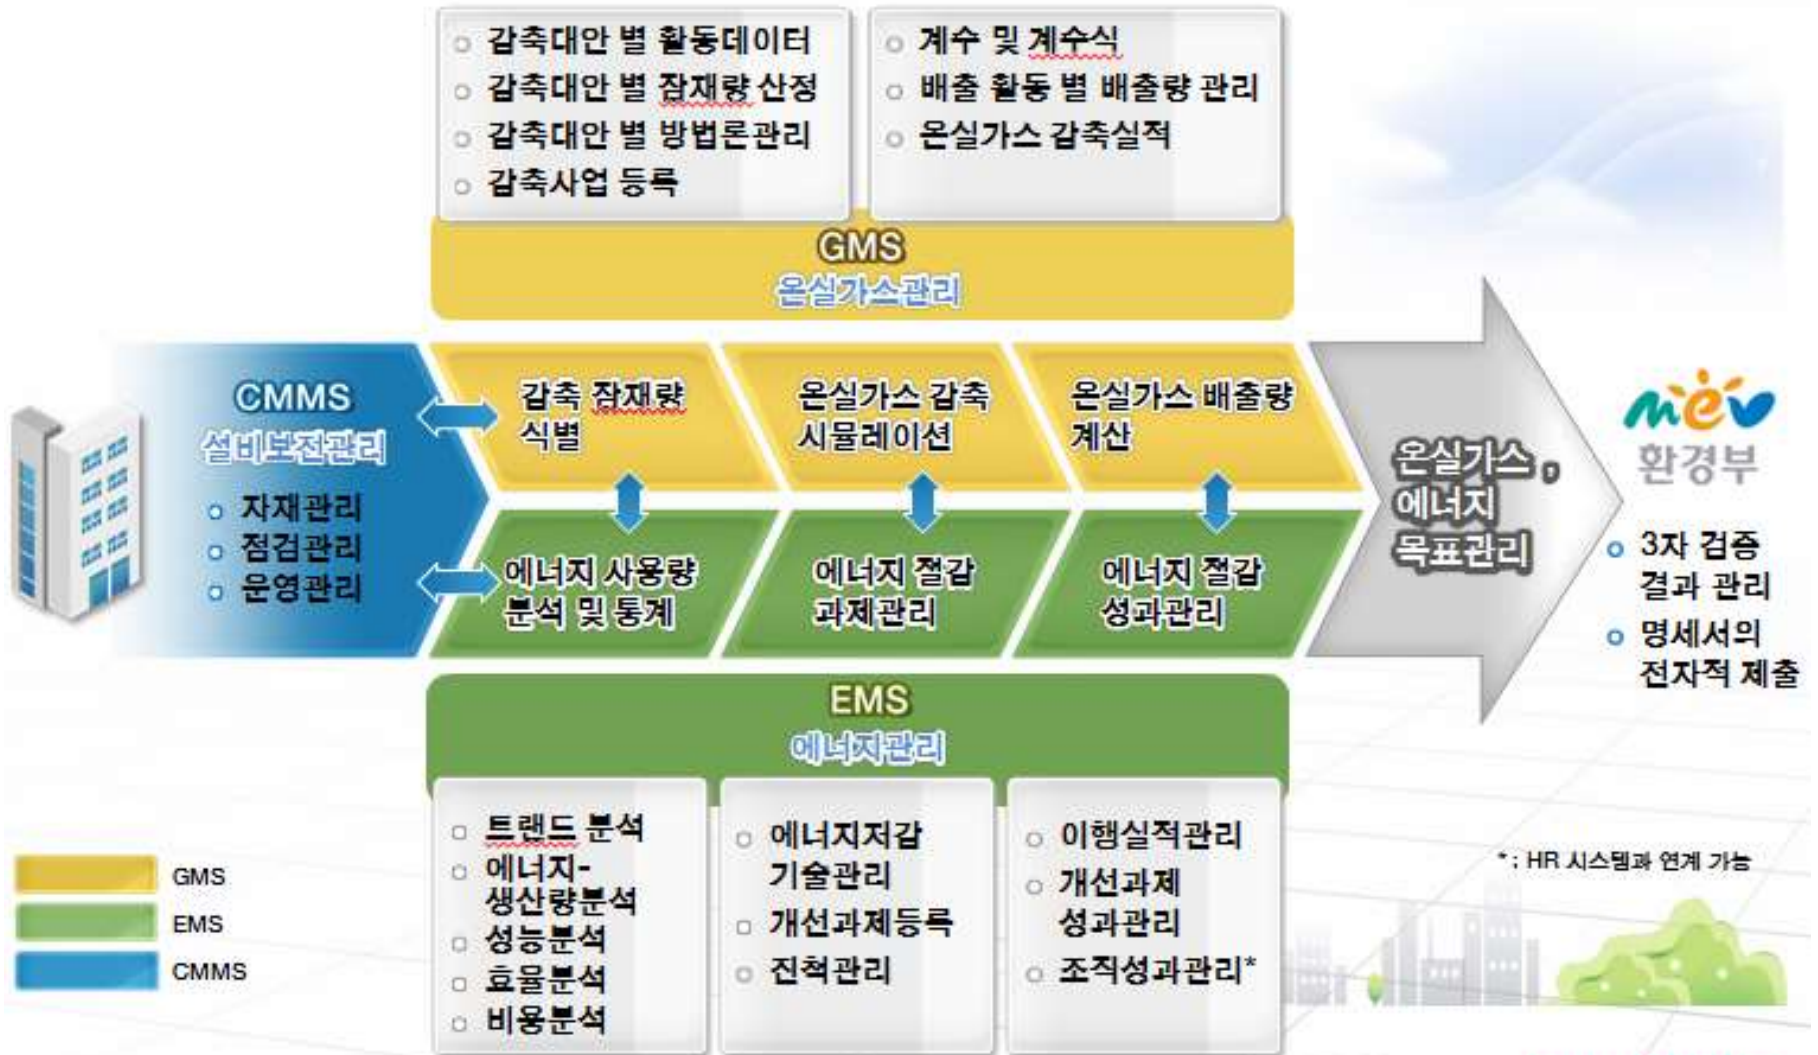 감축대안 별 활동데이터
감축대안 별 잠재량 산정
감축대안 별 방법론관리
감축사업 등록
계수 및 계수식
배출 활동 별 배출량 관리
온실가스 감축실적
GMS
온실가스관리
CMMS
설비보전관리
자재관리
점검관리
운영관리
감축 잠재량
식별
온실가스 감축
시뮬레이션
온실가스 배출량
계산
에너지 사용량
분석 및 통계
에너지 절감
과제관리
에너지 절감
성과관리
온실가스 ,
에너지
목표관리
mev
환경부
3자 검증
결과 관리
명세서의
전자적 제출
EMS
에너지관리
트랜드 분석
에너지-
생산량분석
성능분석
효율분석
비용분석
에너지저감
기술관리
개선과제등록
진척관리
이행실적관리
개선과제
성과관리
조직성과관리*
* : HR 시스템과 연계 가능
GMS
EMS
CMMS